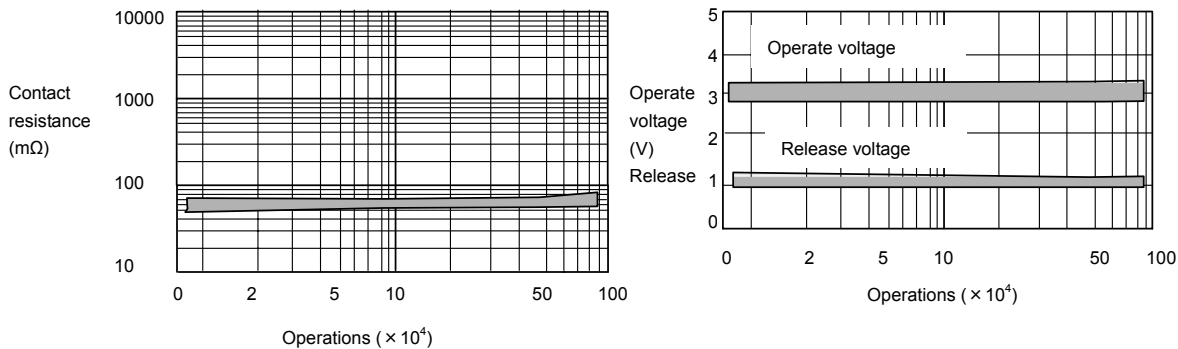 10000
1000
100
10
Contact
resistance
(mΩ)
0 2 5 10 50 100
Operations ( × 10⁴)
5
4
3
2
1
0
Operate
voltage
(V)
Release
Operate voltage
Release voltage
0 2 5 10 50 100
Operations ( × 10⁴)